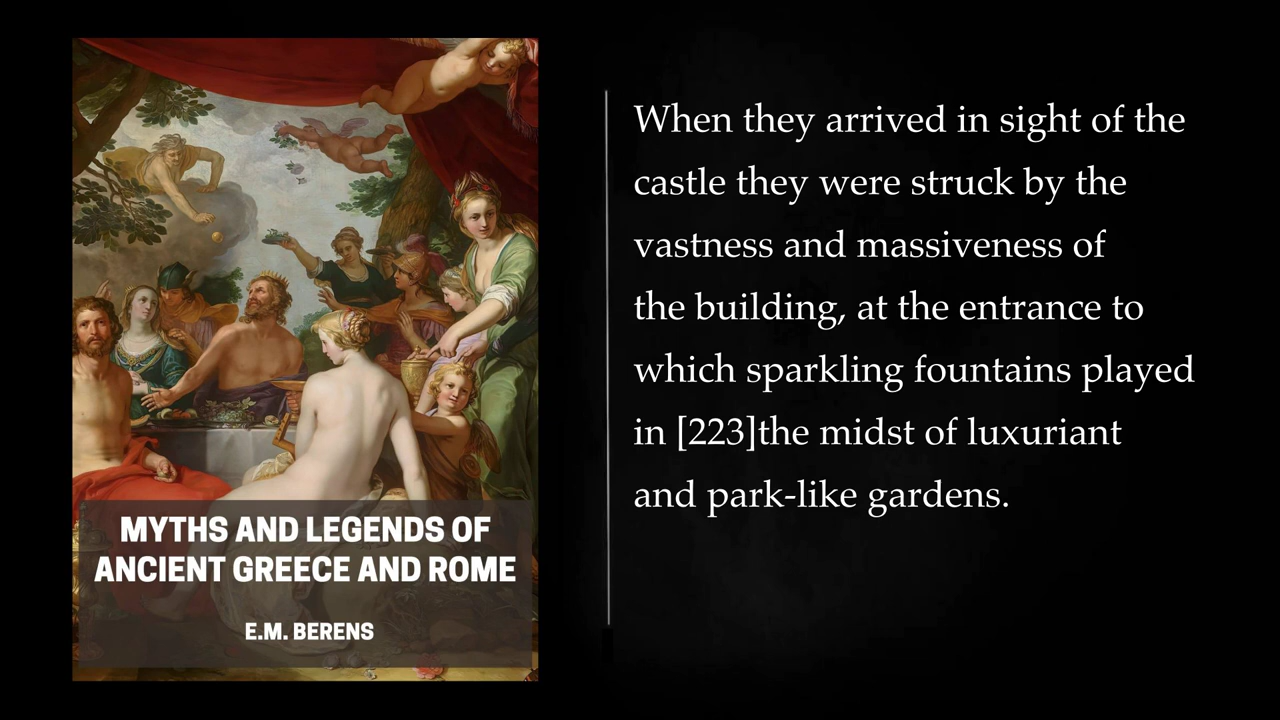 MYTHS AND LEGENDS OF
ANCIENT GREECE AND ROME
E.M. BERENS
When they arrived in sight of the
castle they were struck by the
vastness and massiveness of
the building, at the entrance to
which sparkling fountains played
in [223]the midst of luxuriant
and park-like gardens.